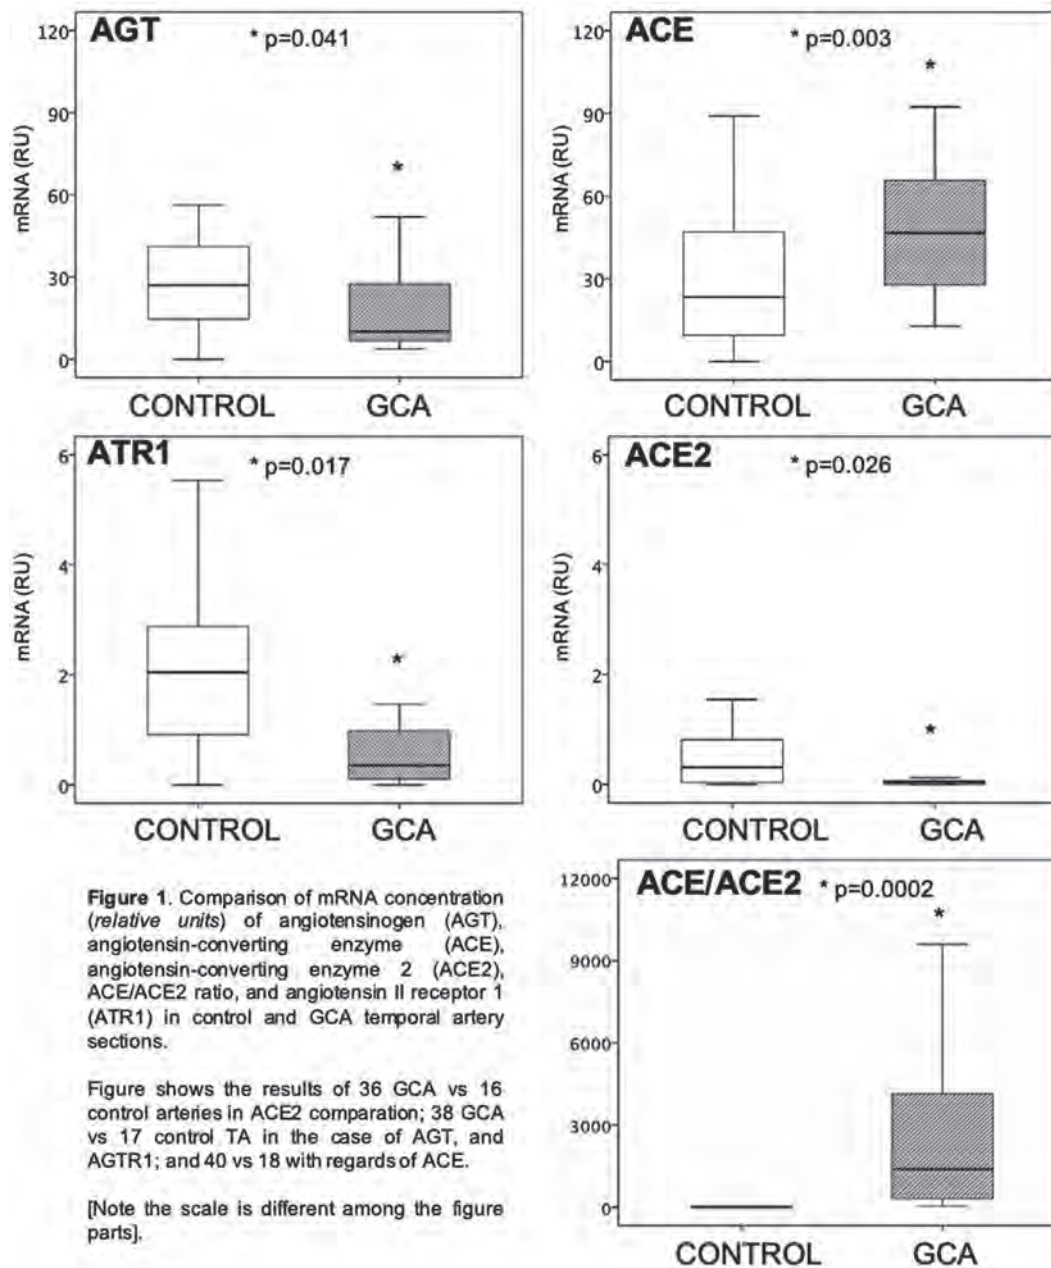 AGT
* p=0.041
120
90
60
30
0
mRNA (RU)
*
CONTROL
GCA
ACE
* p=0.003
120
90
60
30
0
mRNA (RU)
*
CONTROL
GCA
ATR1
* p=0.017
6
4
2
0
mRNA (RU)
*
CONTROL
GCA
ACE2
* p=0.026
6
4
2
0
mRNA (RU)
*
CONTROL
GCA
Figure 1. Comparison of mRNA concentration
(relative units) of angiotensinogen (AGT),
angiotensin-converting enzyme (ACE),
angiotensin-converting enzyme 2 (ACE2),
ACE/ACE2 ratio, and angiotensin II receptor 1
(ATR1) in control and GCA temporal artery
sections.
Figure shows the results of 36 GCA vs 16
control arteries in ACE2 comparation; 38 GCA
vs 17 control TA in the case of AGT, and
AGTR1; and 40 vs 18 with regards of ACE.
[Note the scale is different among the figure
parts].
ACE/ACE2
* p=0.0002
12000
9000
6000
3000
0
*
CONTROL
GCA